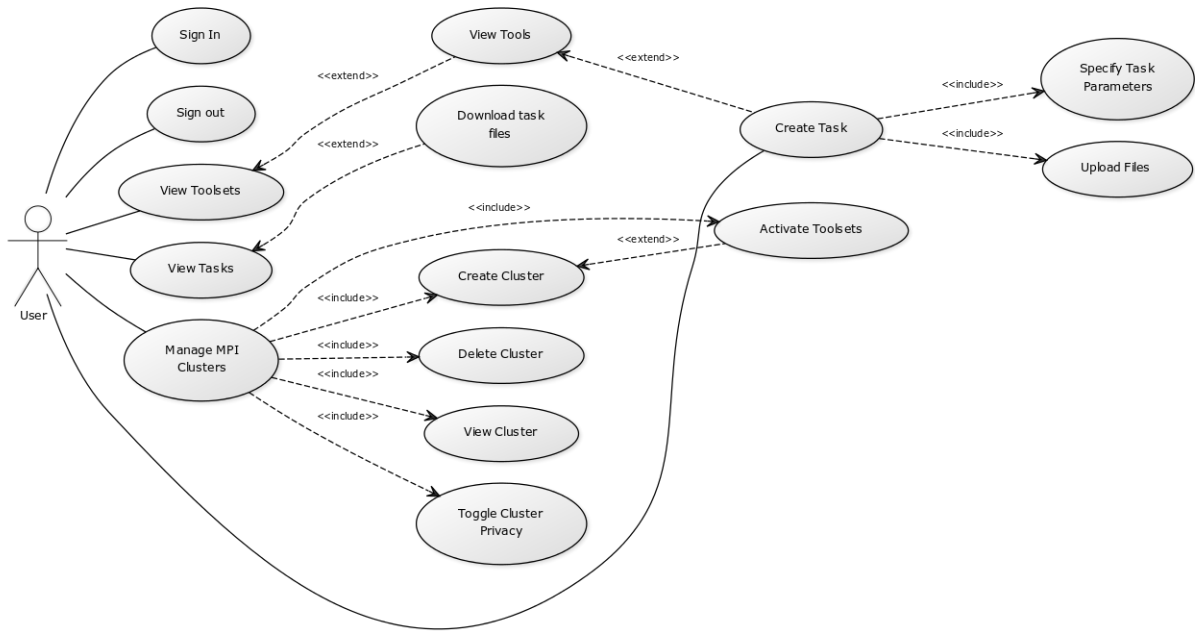 Sign In
View Tools
<<extend>>
Specify Task
Parameters
<<extend>>
<<include>>
Sign out
Download task
files
Create Task
<<include>>
<<extend>>
Upload Files
View Toolsets
<<include>>
Activate Toolsets
<<extend>>
View Tasks
Create Cluster
<<include>>
User
Manage MPI
Clusters
<<include>>
Delete Cluster
<<include>>
<<include>>
View Cluster
Toggle Cluster
Privacy